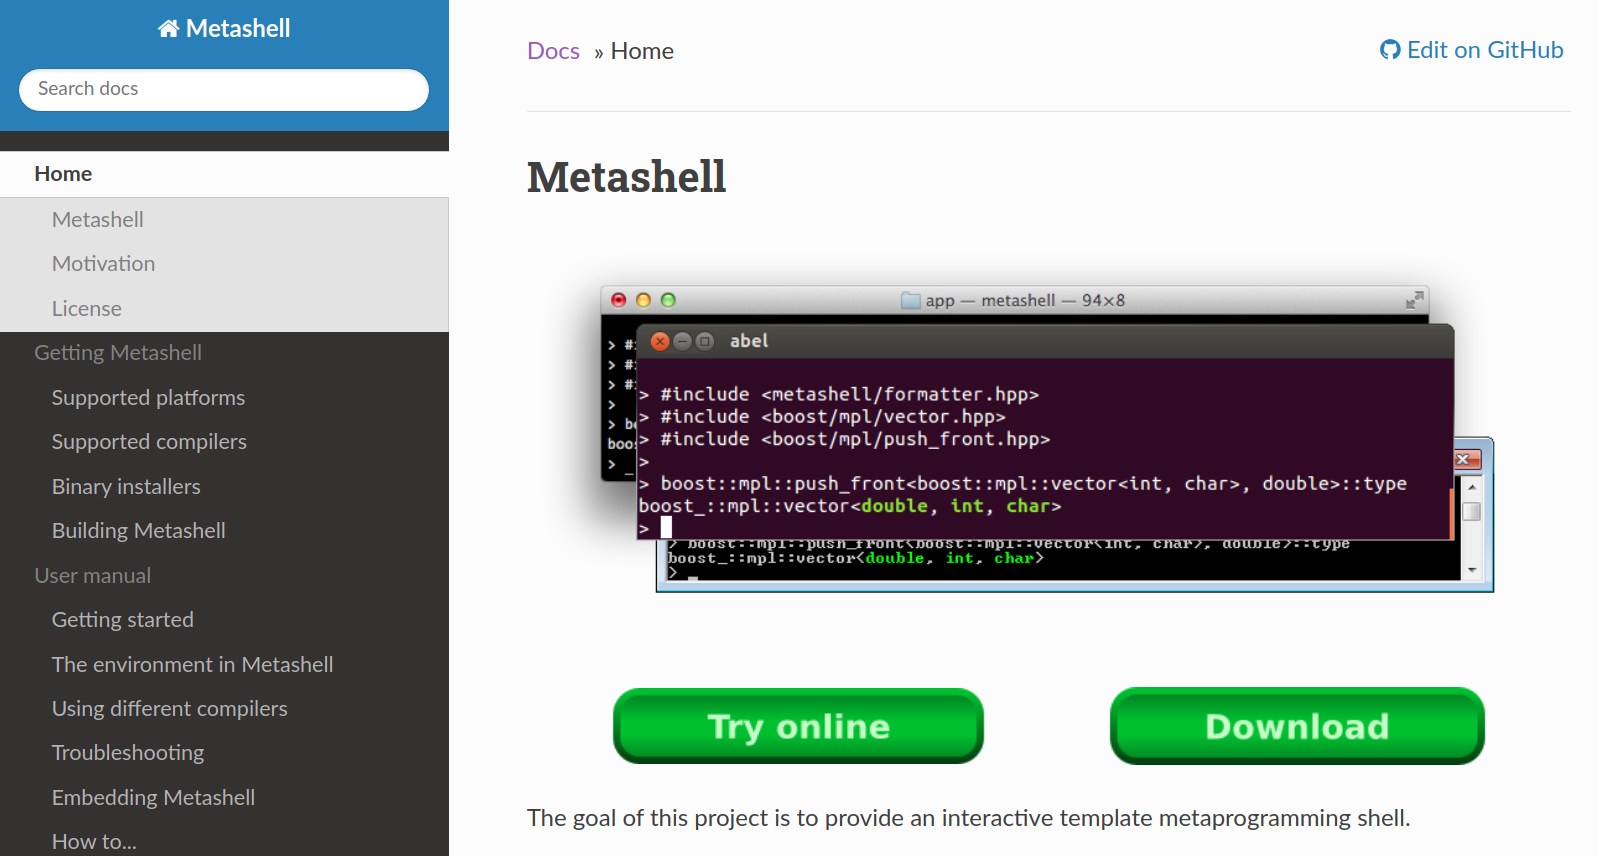 Metashell
Search docs
Home
Metashell
Motivation
License
Getting Metashell
Supported platforms
Supported compilers
Binary installers
Building Metashell
User manual
Getting started
The environment in Metashell
Using different compilers
Troubleshooting
Embedding Metashell
How to...
Docs » Home
Edit on GitHub
Metashell
app — metashell — 94×8
> #i
> #i
> #i
>
> bo
boos
> _
abel
> #include <metashell/formatter.hpp>
> #include <boost/mpl/vector.hpp>
> #include <boost/mpl/push_front.hpp>
>
> boost::mpl::push_front<boost::mpl::vector<int, char>, double>::type
boost_::mpl::vector<double, int, char>
>
> boost::mpl::push_front<boost::mpl::vector<int, char>, double>::type
boost_::mpl::vector<double, int, char>
> _
Try online
Download
The goal of this project is to provide an interactive template metaprogramming shell.